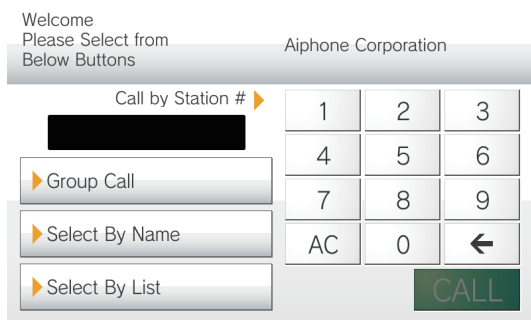 Welcome
Please Select from
Below Buttons
Aiphone Corporation
Call by Station #
Group Call
Select By Name
Select By List
1 2 3
4 5 6
7 8 9
AC 0 ←
CALL